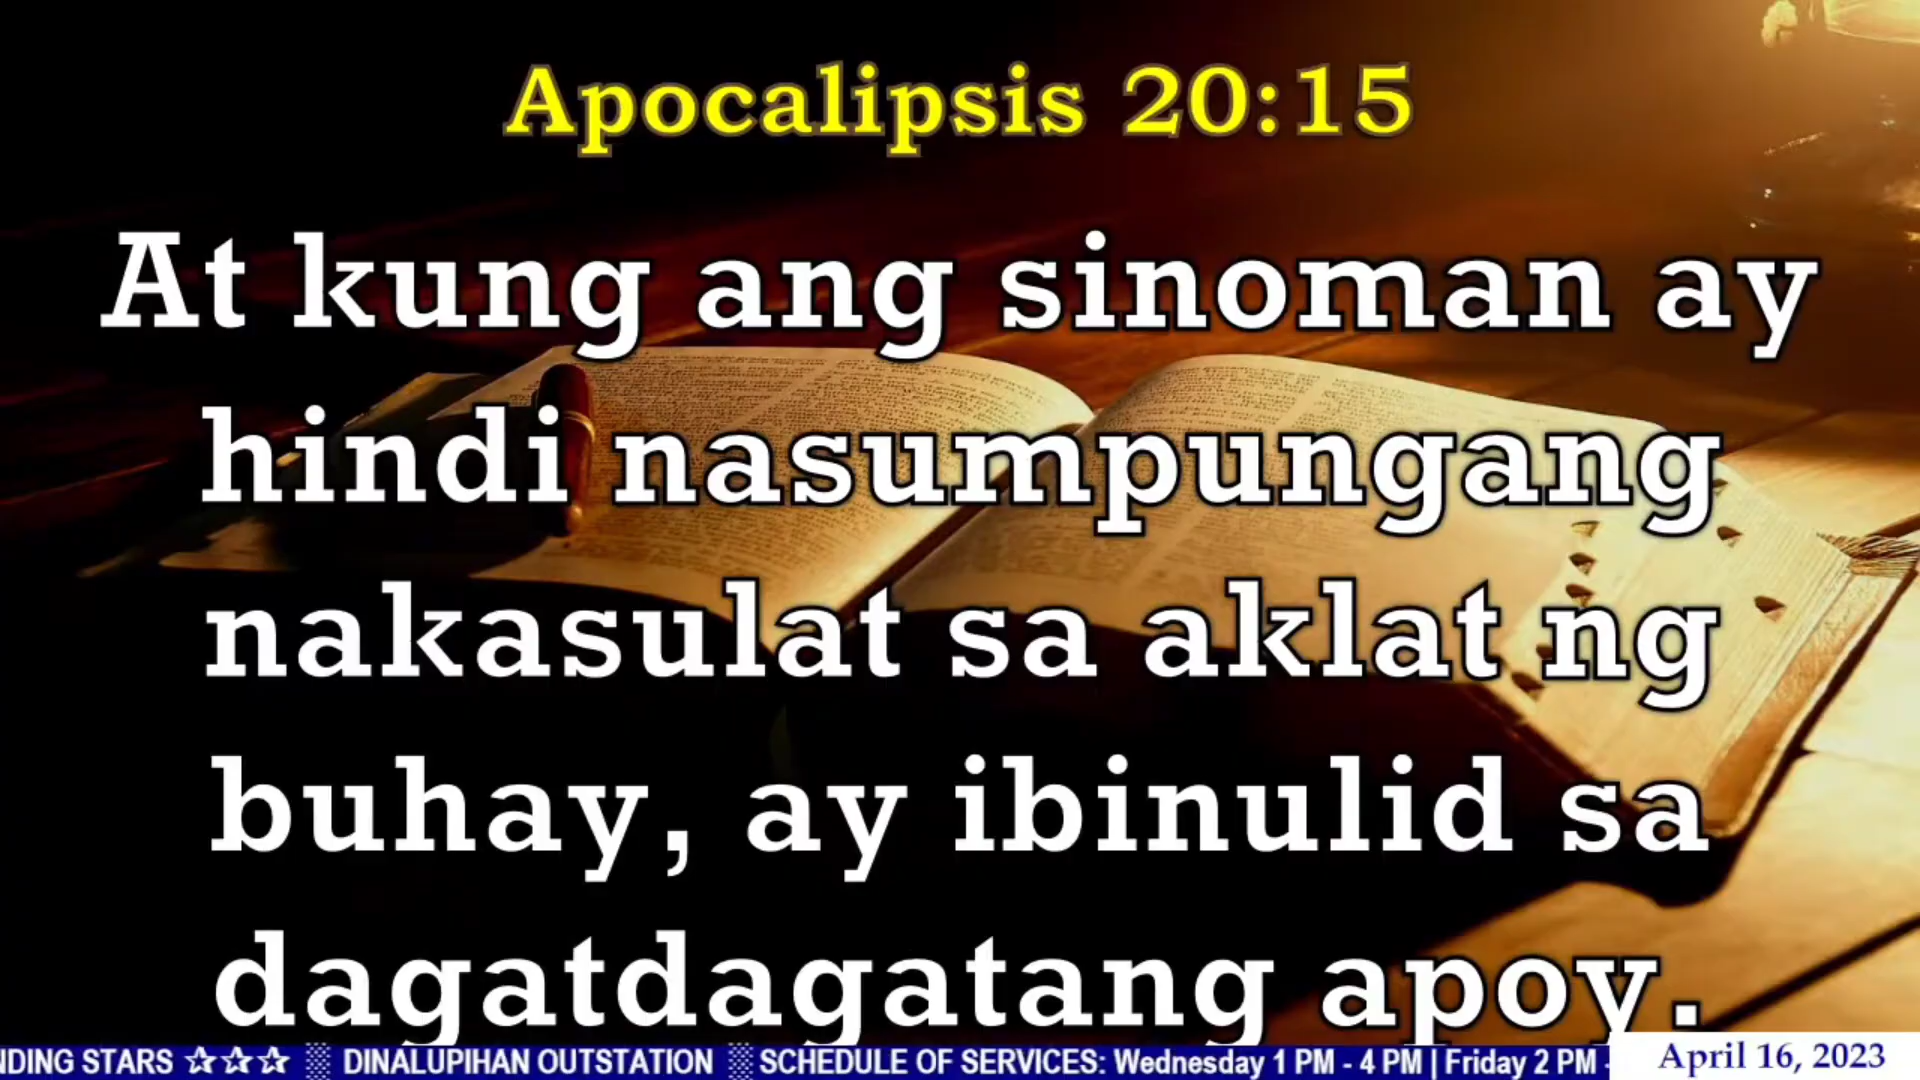 Apocalipsis 20:15
At kung ang sinoman ay
hindi nasumpungang
nakasulat sa aklat ng
buhay, ay ibinulid sa
dagatdagatang apoy.
NDING STARS ☆☆☆ ░ DINALUPIHAN OUTSTATION ░ SCHEDULE OF SERVICES: Wednesday 1 PM - 4 PM | Friday 2 PM -
April 16, 2023